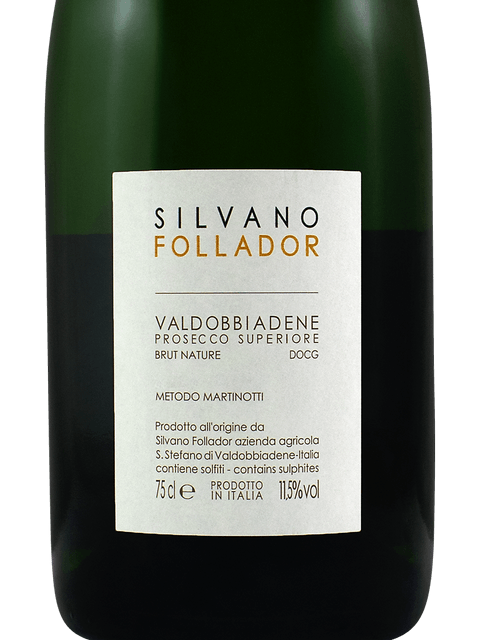 SILVANO
FOLLADOR
VALDOBBIADENE
PROSECCO SUPERIORE
BRUT NATURE DOCG
METODO MARTINOTTI
Prodotto all'origine da
Silvano Follador azienda agricola
S. Stefano di Valdobbiadene-Italia
contiene solfiti - contains sulphites
75 cl e PRODOTTO IN ITALIA 11,5%vol